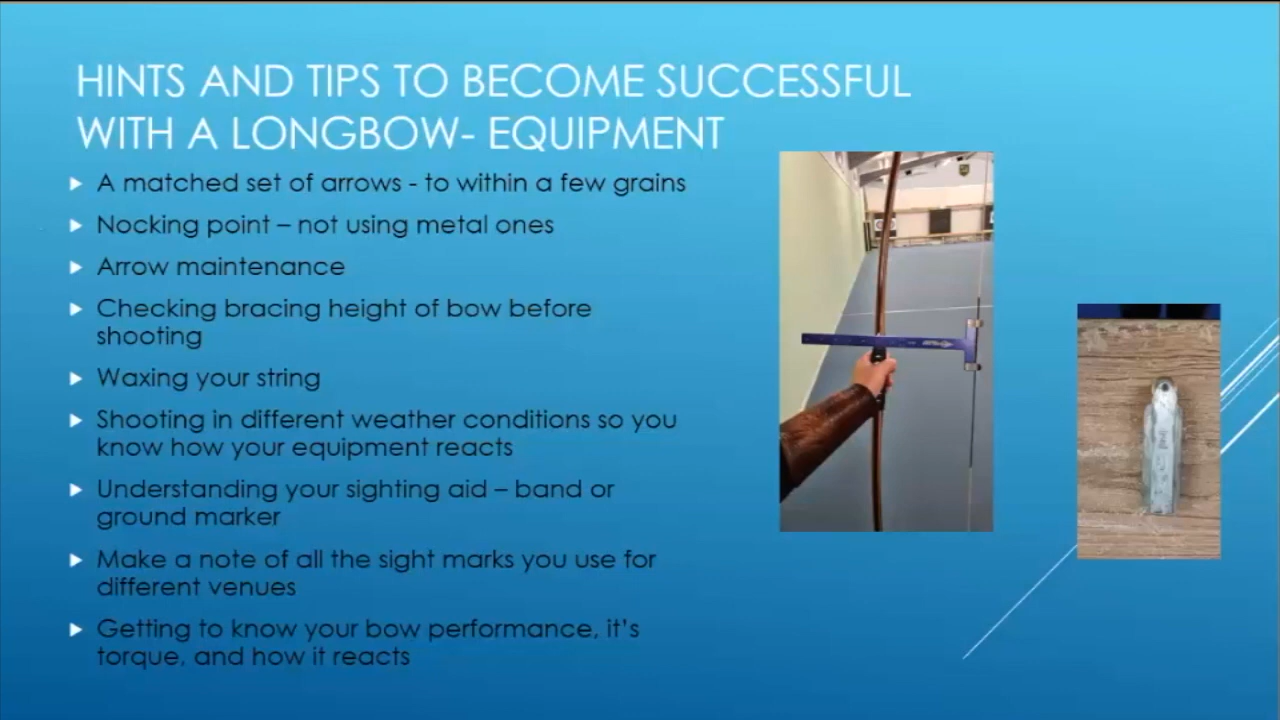 HINTS AND TIPS TO BECOME SUCCESSFUL
WITH A LONGBOW- EQUIPMENT
A matched set of arrows - to within a few grains
Nocking point – not using metal ones
Arrow maintenance
Checking bracing height of bow before
shooting
Waxing your string
Shooting in different weather conditions so you
know how your equipment reacts
Understanding your sighting aid – band or
ground marker
Make a note of all the sight marks you use for
different venues
Getting to know your bow performance, it's
torque, and how it reacts